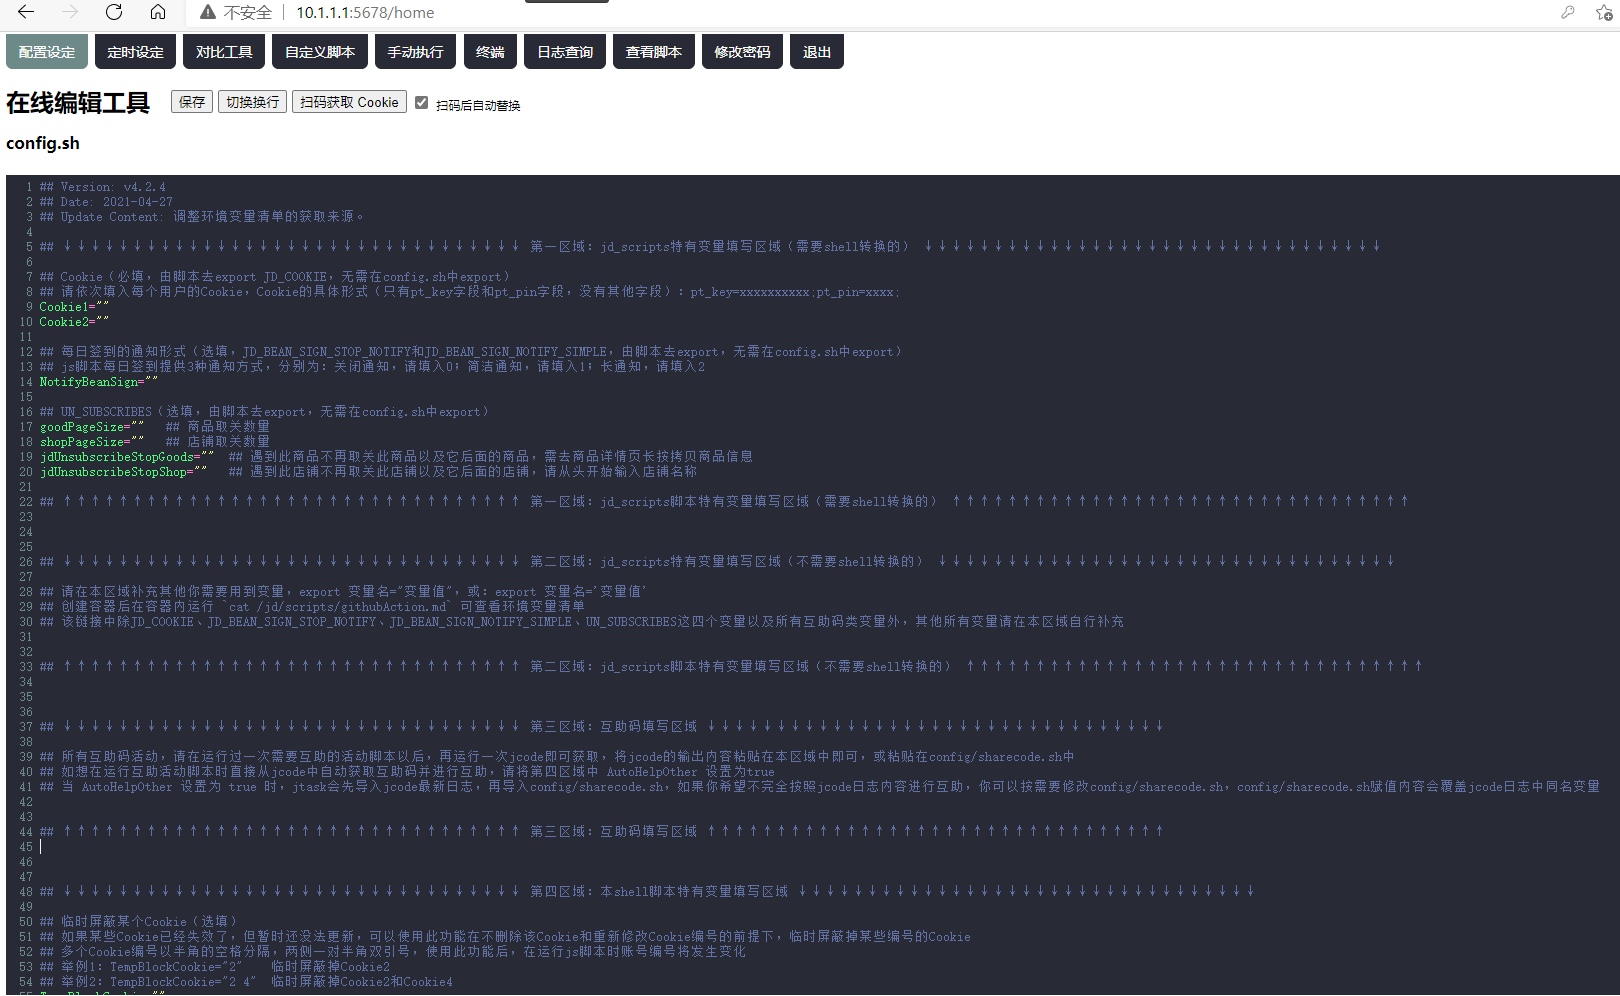 不安全 | 10.1.1.1:5678/home
配置设定 定时设定 对比工具 自定义脚本 手动执行 终端 日志查询 查看脚本 修改密码 退出
在线编辑工具 保存 切换换行 扫码获取 Cookie 扫码后自动替换
config.sh
1 ## Version: v4.2.4
2 ## Date: 2021-04-27
3 ## Update Content: 调整环境变量清单的获取来源。
4
5 ## ↓↓↓↓↓↓↓↓↓↓↓↓↓↓↓↓↓↓↓↓↓↓↓↓↓↓↓↓↓↓↓↓↓ 第一区域：jd_scripts特有变量填写区域（需要shell转换的） ↓↓↓↓↓↓↓↓↓↓↓↓↓↓↓↓↓↓↓↓↓↓↓↓↓↓↓↓↓↓↓↓↓
6
7 ## Cookie（必填，由脚本去export JD_COOKIE，无需在config.sh中export）
8 ## 请依次填入每个用户的Cookie，Cookie的具体形式（只有pt_key字段和pt_pin字段，没有其他字段）：pt_key=xxxxxxxxxx;pt_pin=xxxx;
9 Cookie1=""
10 Cookie2=""
11
12 ## 每日签到的通知形式（选填，JD_BEAN_SIGN_STOP_NOTIFY和JD_BEAN_SIGN_NOTIFY_SIMPLE，由脚本去export，无需在config.sh中export）
13 ## js脚本每日签到提供3种通知方式，分别为：关闭通知，请填入0；简洁通知，请填入1；长通知，请填入2
14 NotifyBeanSign=""
15
16 ## UN_SUBSCRIBES（选填，由脚本去export，无需在config.sh中export）
17 goodPageSize="" ## 商品取关数量
18 shopPageSize="" ## 店铺取关数量
19 jdUnsubscribeStopGoods="" ## 遇到此商品不再取关此商品以及它后面的商品，需去商品详情页长按拷贝商品信息
20 jdUnsubscribeStopShop="" ## 遇到此店铺不再取关此店铺以及它后面的店铺，请从头开始输入店铺名称
21
22 ## ↑↑↑↑↑↑↑↑↑↑↑↑↑↑↑↑↑↑↑↑↑↑↑↑↑↑↑↑↑↑↑↑↑ 第一区域：jd_scripts脚本特有变量填写区域（需要shell转换的） ↑↑↑↑↑↑↑↑↑↑↑↑↑↑↑↑↑↑↑↑↑↑↑↑↑↑↑↑↑↑↑↑↑
23
24
25
26 ## ↓↓↓↓↓↓↓↓↓↓↓↓↓↓↓↓↓↓↓↓↓↓↓↓↓↓↓↓↓↓↓↓↓ 第二区域：jd_scripts特有变量填写区域（不需要shell转换的） ↓↓↓↓↓↓↓↓↓↓↓↓↓↓↓↓↓↓↓↓↓↓↓↓↓↓↓↓↓↓↓↓↓
27
28 ## 请在本区域补充其他你需要用到变量，export 变量名="变量值"，或：export 变量名='变量值'
29 ## 创建容器后在容器内运行 `cat /jd/scripts/githubAction.md` 可查看环境变量清单
30 ## 该链接中除JD_COOKIE、JD_BEAN_SIGN_STOP_NOTIFY、JD_BEAN_SIGN_NOTIFY_SIMPLE、UN_SUBSCRIBES这四个变量以及所有互助码类变量外，其他所有变量请在本区域自行补充
31
32
33 ## ↑↑↑↑↑↑↑↑↑↑↑↑↑↑↑↑↑↑↑↑↑↑↑↑↑↑↑↑↑↑↑↑↑ 第二区域：jd_scripts脚本特有变量填写区域（不需要shell转换的） ↑↑↑↑↑↑↑↑↑↑↑↑↑↑↑↑↑↑↑↑↑↑↑↑↑↑↑↑↑↑↑↑↑
34
35
36
37 ## ↓↓↓↓↓↓↓↓↓↓↓↓↓↓↓↓↓↓↓↓↓↓↓↓↓↓↓↓↓↓↓↓↓ 第三区域：互助码填写区域 ↓↓↓↓↓↓↓↓↓↓↓↓↓↓↓↓↓↓↓↓↓↓↓↓↓↓↓↓↓↓↓↓↓
38
39 ## 所有互助码活动，请在运行过一次需要互助的活动脚本以后，再运行一次jcode即可获取，将jcode的输出内容粘贴在本区域中即可，或粘贴在config/sharecode.sh中
40 ## 如想在运行互助活动脚本时直接从jcode中自动获取互助码并进行互助，请将第四区域中 AutoHelpOther 设置为true
41 ## 当 AutoHelpOther 设置为 true 时，jtask会先导入jcode最新日志，再导入config/sharecode.sh，如果你希望不完全按照jcode日志内容进行互助，你可以按需要修改config/sharecode.sh，config/sharecode.sh赋值内容会覆盖jcode日志中同名变量
42
43
44 ## ↑↑↑↑↑↑↑↑↑↑↑↑↑↑↑↑↑↑↑↑↑↑↑↑↑↑↑↑↑↑↑↑↑ 第三区域：互助码填写区域 ↑↑↑↑↑↑↑↑↑↑↑↑↑↑↑↑↑↑↑↑↑↑↑↑↑↑↑↑↑↑↑↑↑
45
46
47
48 ## ↓↓↓↓↓↓↓↓↓↓↓↓↓↓↓↓↓↓↓↓↓↓↓↓↓↓↓↓↓↓↓↓↓ 第四区域：本shell脚本特有变量填写区域 ↓↓↓↓↓↓↓↓↓↓↓↓↓↓↓↓↓↓↓↓↓↓↓↓↓↓↓↓↓↓↓↓↓
49
50 ## 临时屏蔽某个Cookie（选填）
51 ## 如果某些Cookie已经失效了，但暂时还没法更新，可以使用此功能在不删除该Cookie和重新修改Cookie编号的前提下，临时屏蔽掉某些编号的Cookie
52 ## 多个Cookie编号以半角的空格分隔，两侧一对半角双引号，使用此功能后，在运行js脚本时账号编号将发生变化
53 ## 举例1：TempBlockCookie="2" 临时屏蔽掉Cookie2
54 ## 举例2：TempBlockCookie="2 4" 临时屏蔽掉Cookie2和Cookie4